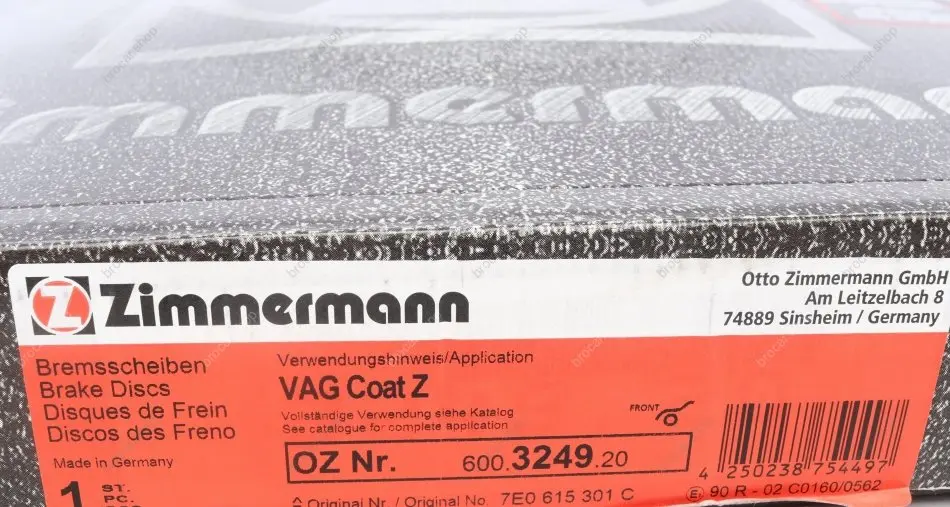 Zimmermann
Otto Zimmermann GmbH
Am Leitzelbach 8
74889 Sinsheim / Germany
Bremsscheiben
Brake Discs
Disques de Frein
Discos des Freno
Made in Germany
1 ST.
PC.
Verwendungshinweis/Application
VAG Coat Z
Vollständige Verwendung siehe Katalog
See catalogue for complete application
FRONT
OZ Nr. 600.3249.20
^ Original Nr. / Original No. 7E0 615 301 C
4 250238 754497
E 90 R - 02 C0160/0562